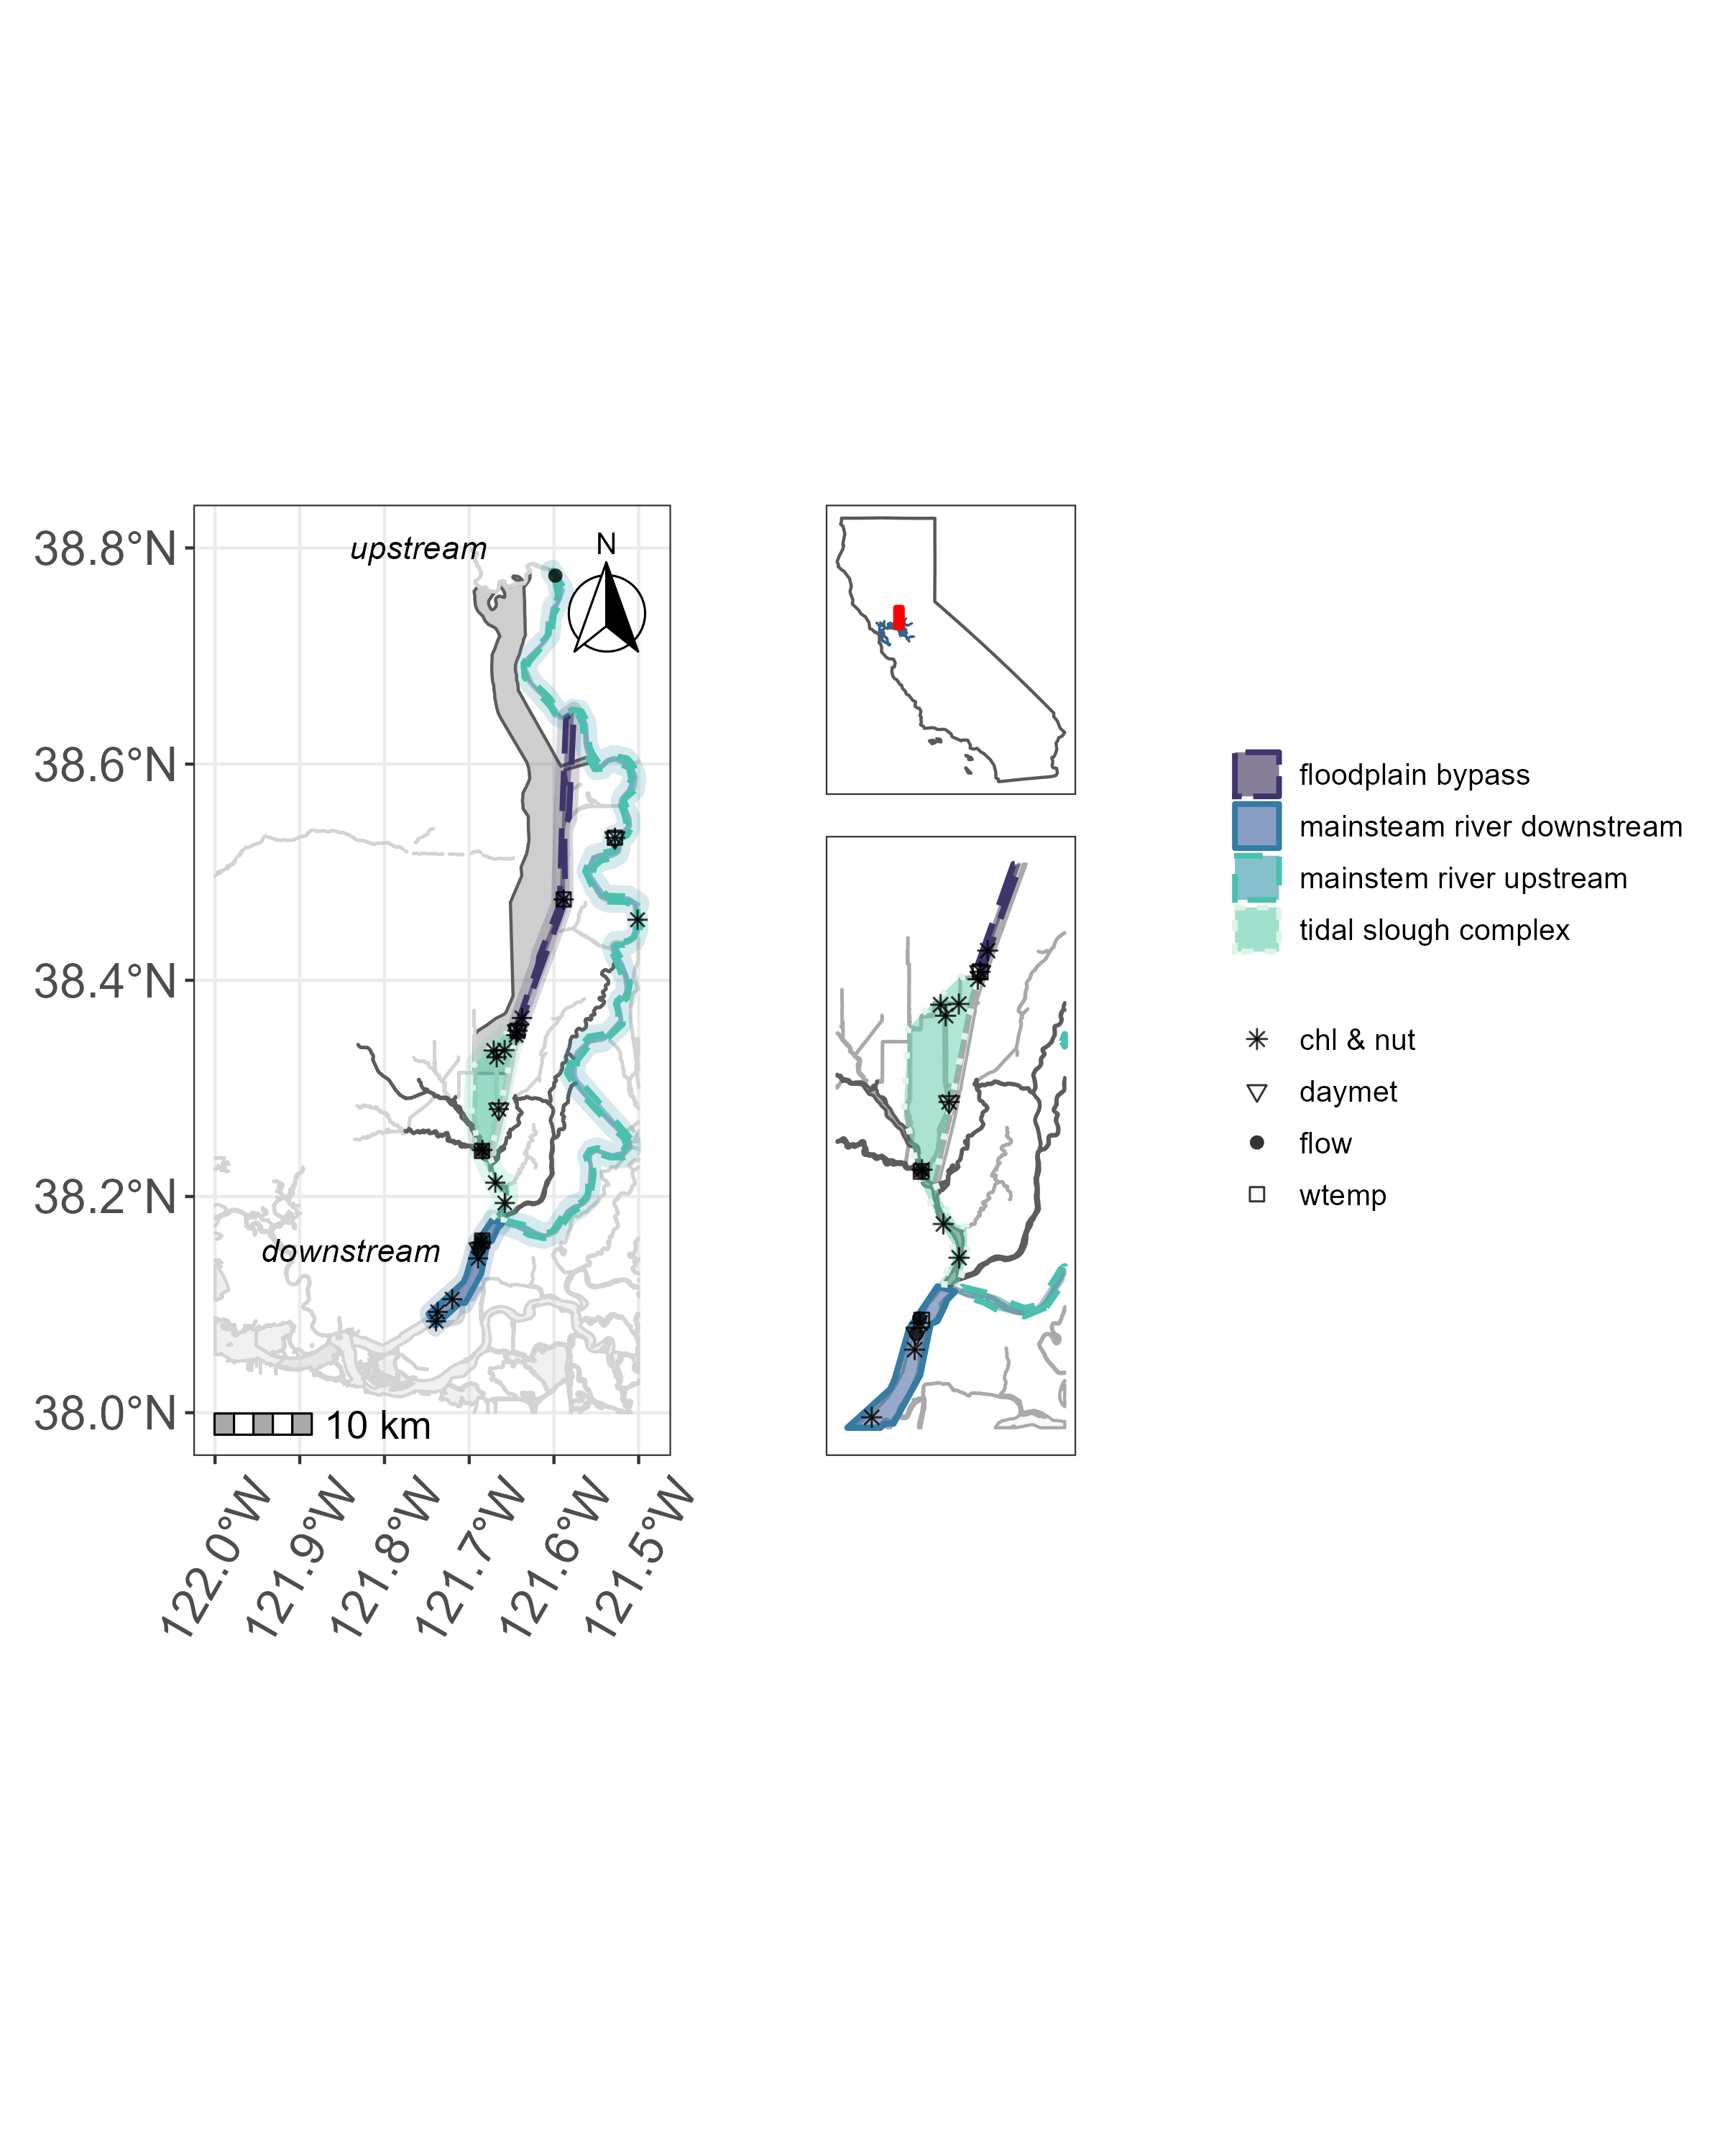 upstream
N
38.8°N
38.6°N
38.4°N
38.2°N
38.0°N
downstream
10 km
122.0°W
121.9°W
121.8°W
121.7°W
121.6°W
121.5°W
floodplain bypass
mainsteam river downstream
mainstem river upstream
tidal slough complex
chl & nut
daymet
flow
wtemp